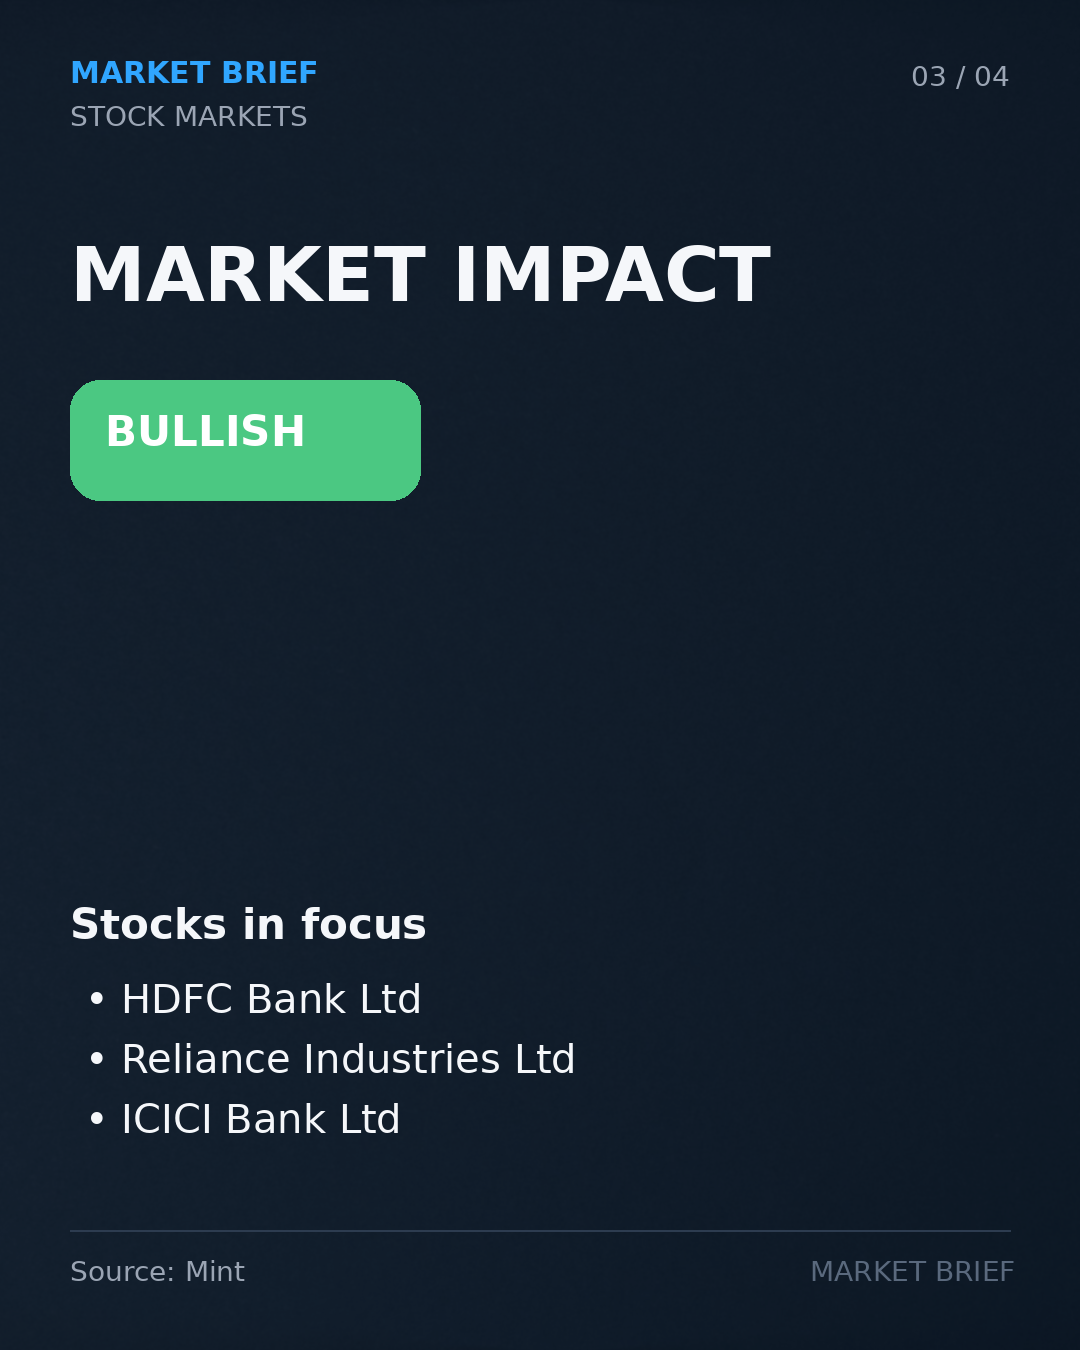 MARKET BRIEF
03 / 04
STOCK MARKETS
MARKET IMPACT
BULLISH
Stocks in focus
• HDFC Bank Ltd
• Reliance Industries Ltd
• ICICI Bank Ltd
Source: Mint
MARKET BRIEF